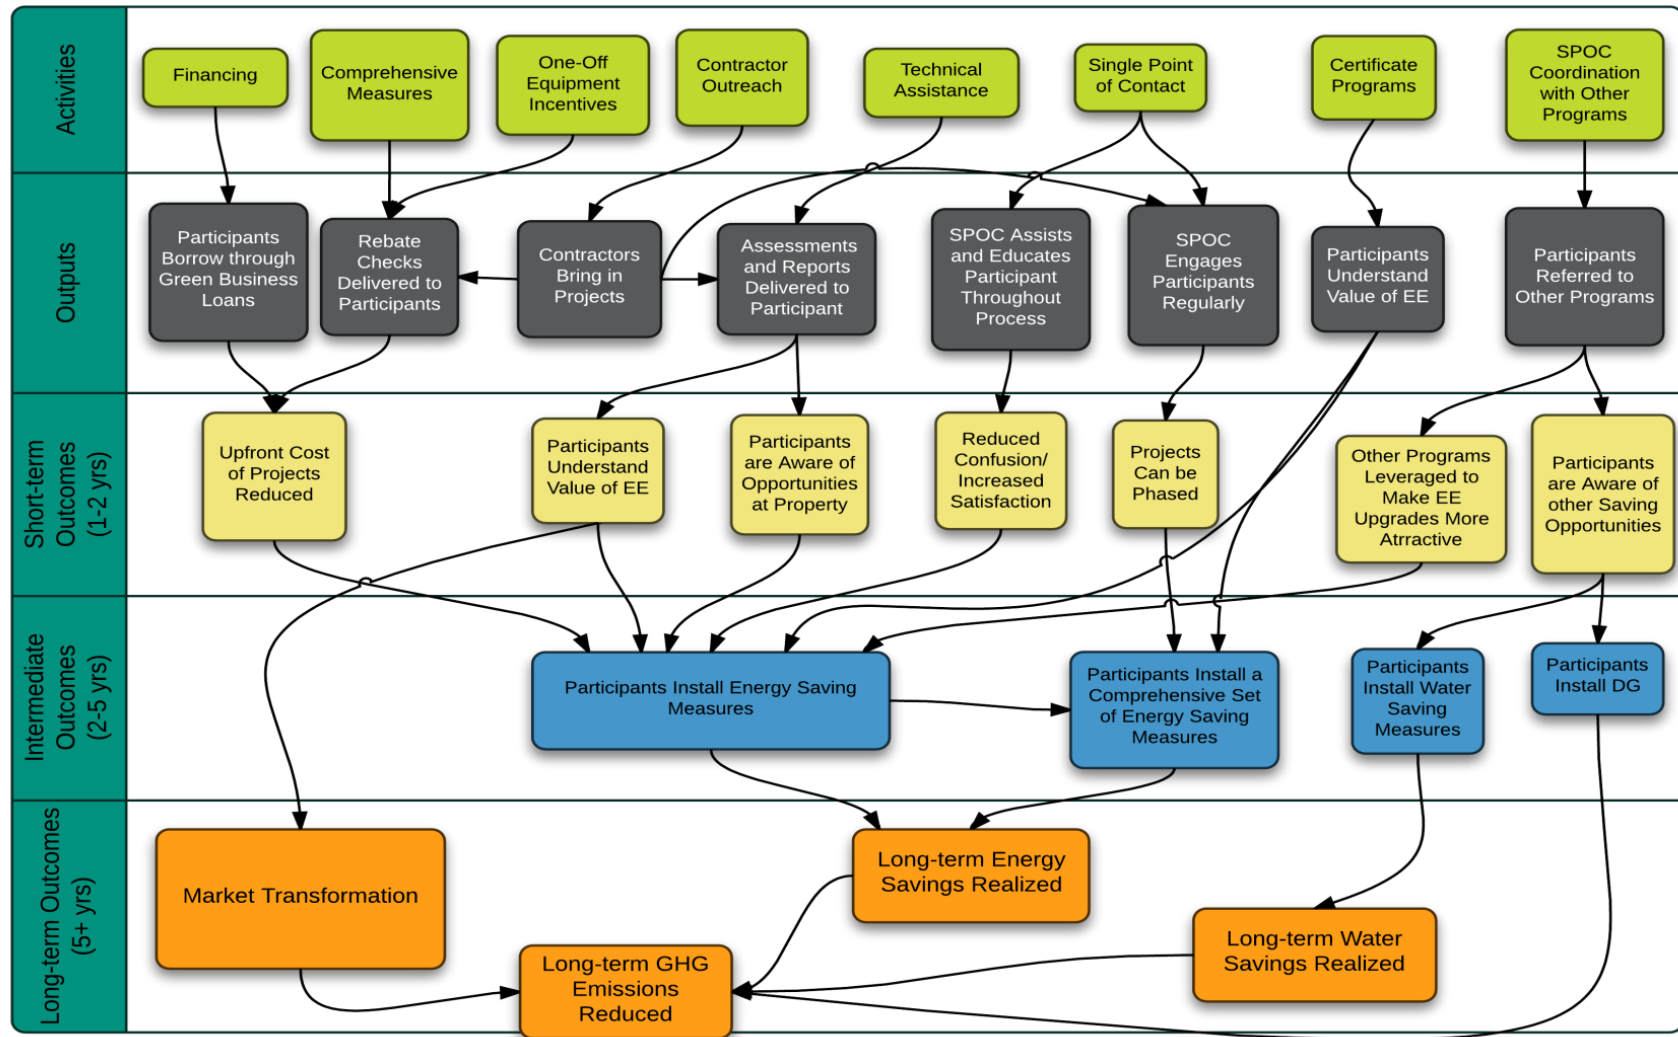 Activities
Financing
Comprehensive
Measures
One-Off
Equipment
Incentives
Contractor
Outreach
Technical
Assistance
Single Point
of Contact
Certificate
Programs
SPOC
Coordination
with Other
Programs
Outputs
Participants
Borrow through
Green Business
Loans
Rebate
Checks
Delivered to
Participants
Contractors
Bring in
Projects
Assessments
and Reports
Delivered to
Participant
SPOC Assists
and Educates
Participant
Throughout
Process
SPOC
Engages
Participants
Regularly
Participants
Understand
Value of EE
Participants
Referred to
Other Programs
Short-term
Outcomes
(1-2 yrs)
Upfront Cost
of Projects
Reduced
Participants
Understand
Value of EE
Participants
are Aware of
Opportunities
at Property
Reduced
Confusion/
Increased
Satisfaction
Projects
Can be
Phased
Other Programs
Leveraged to
Make EE
Upgrades More
Atrractive
Participants
are Aware of
other Saving
Opportunities
Intermediate
Outcomes
(2-5 yrs)
Participants Install Energy Saving
Measures
Participants Install a
Comprehensive Set
of Energy Saving
Measures
Participants
Install Water
Saving
Measures
Participants
Install DG
Long-term Outcomes
(5+ yrs)
Market Transformation
Long-term Energy
Savings Realized
Long-term Water
Savings Realized
Long-term GHG
Emissions
Reduced